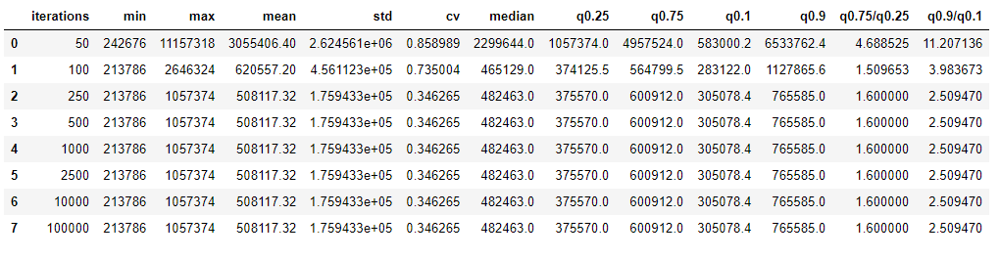 iterations min max mean std cv median q0.25 q0.75 q0.1 q0.9 q0.75/q0.25 q0.9/q0.1
0 50 242676 11157318 3055406.40 2.624561e+06 0.858989 2299644.0 1057374.0 4957524.0 583000.2 6533762.4 4.688525 11.207136
1 100 213786 2646324 620557.20 4.561123e+05 0.735004 465129.0 374125.5 564799.5 283122.0 1127865.6 1.509653 3.983673
2 250 213786 1057374 508117.32 1.759433e+05 0.346265 482463.0 375570.0 600912.0 305078.4 765585.0 1.600000 2.509470
3 500 213786 1057374 508117.32 1.759433e+05 0.346265 482463.0 375570.0 600912.0 305078.4 765585.0 1.600000 2.509470
4 1000 213786 1057374 508117.32 1.759433e+05 0.346265 482463.0 375570.0 600912.0 305078.4 765585.0 1.600000 2.509470
5 2500 213786 1057374 508117.32 1.759433e+05 0.346265 482463.0 375570.0 600912.0 305078.4 765585.0 1.600000 2.509470
6 10000 213786 1057374 508117.32 1.759433e+05 0.346265 482463.0 375570.0 600912.0 305078.4 765585.0 1.600000 2.509470
7 100000 213786 1057374 508117.32 1.759433e+05 0.346265 482463.0 375570.0 600912.0 305078.4 765585.0 1.600000 2.509470